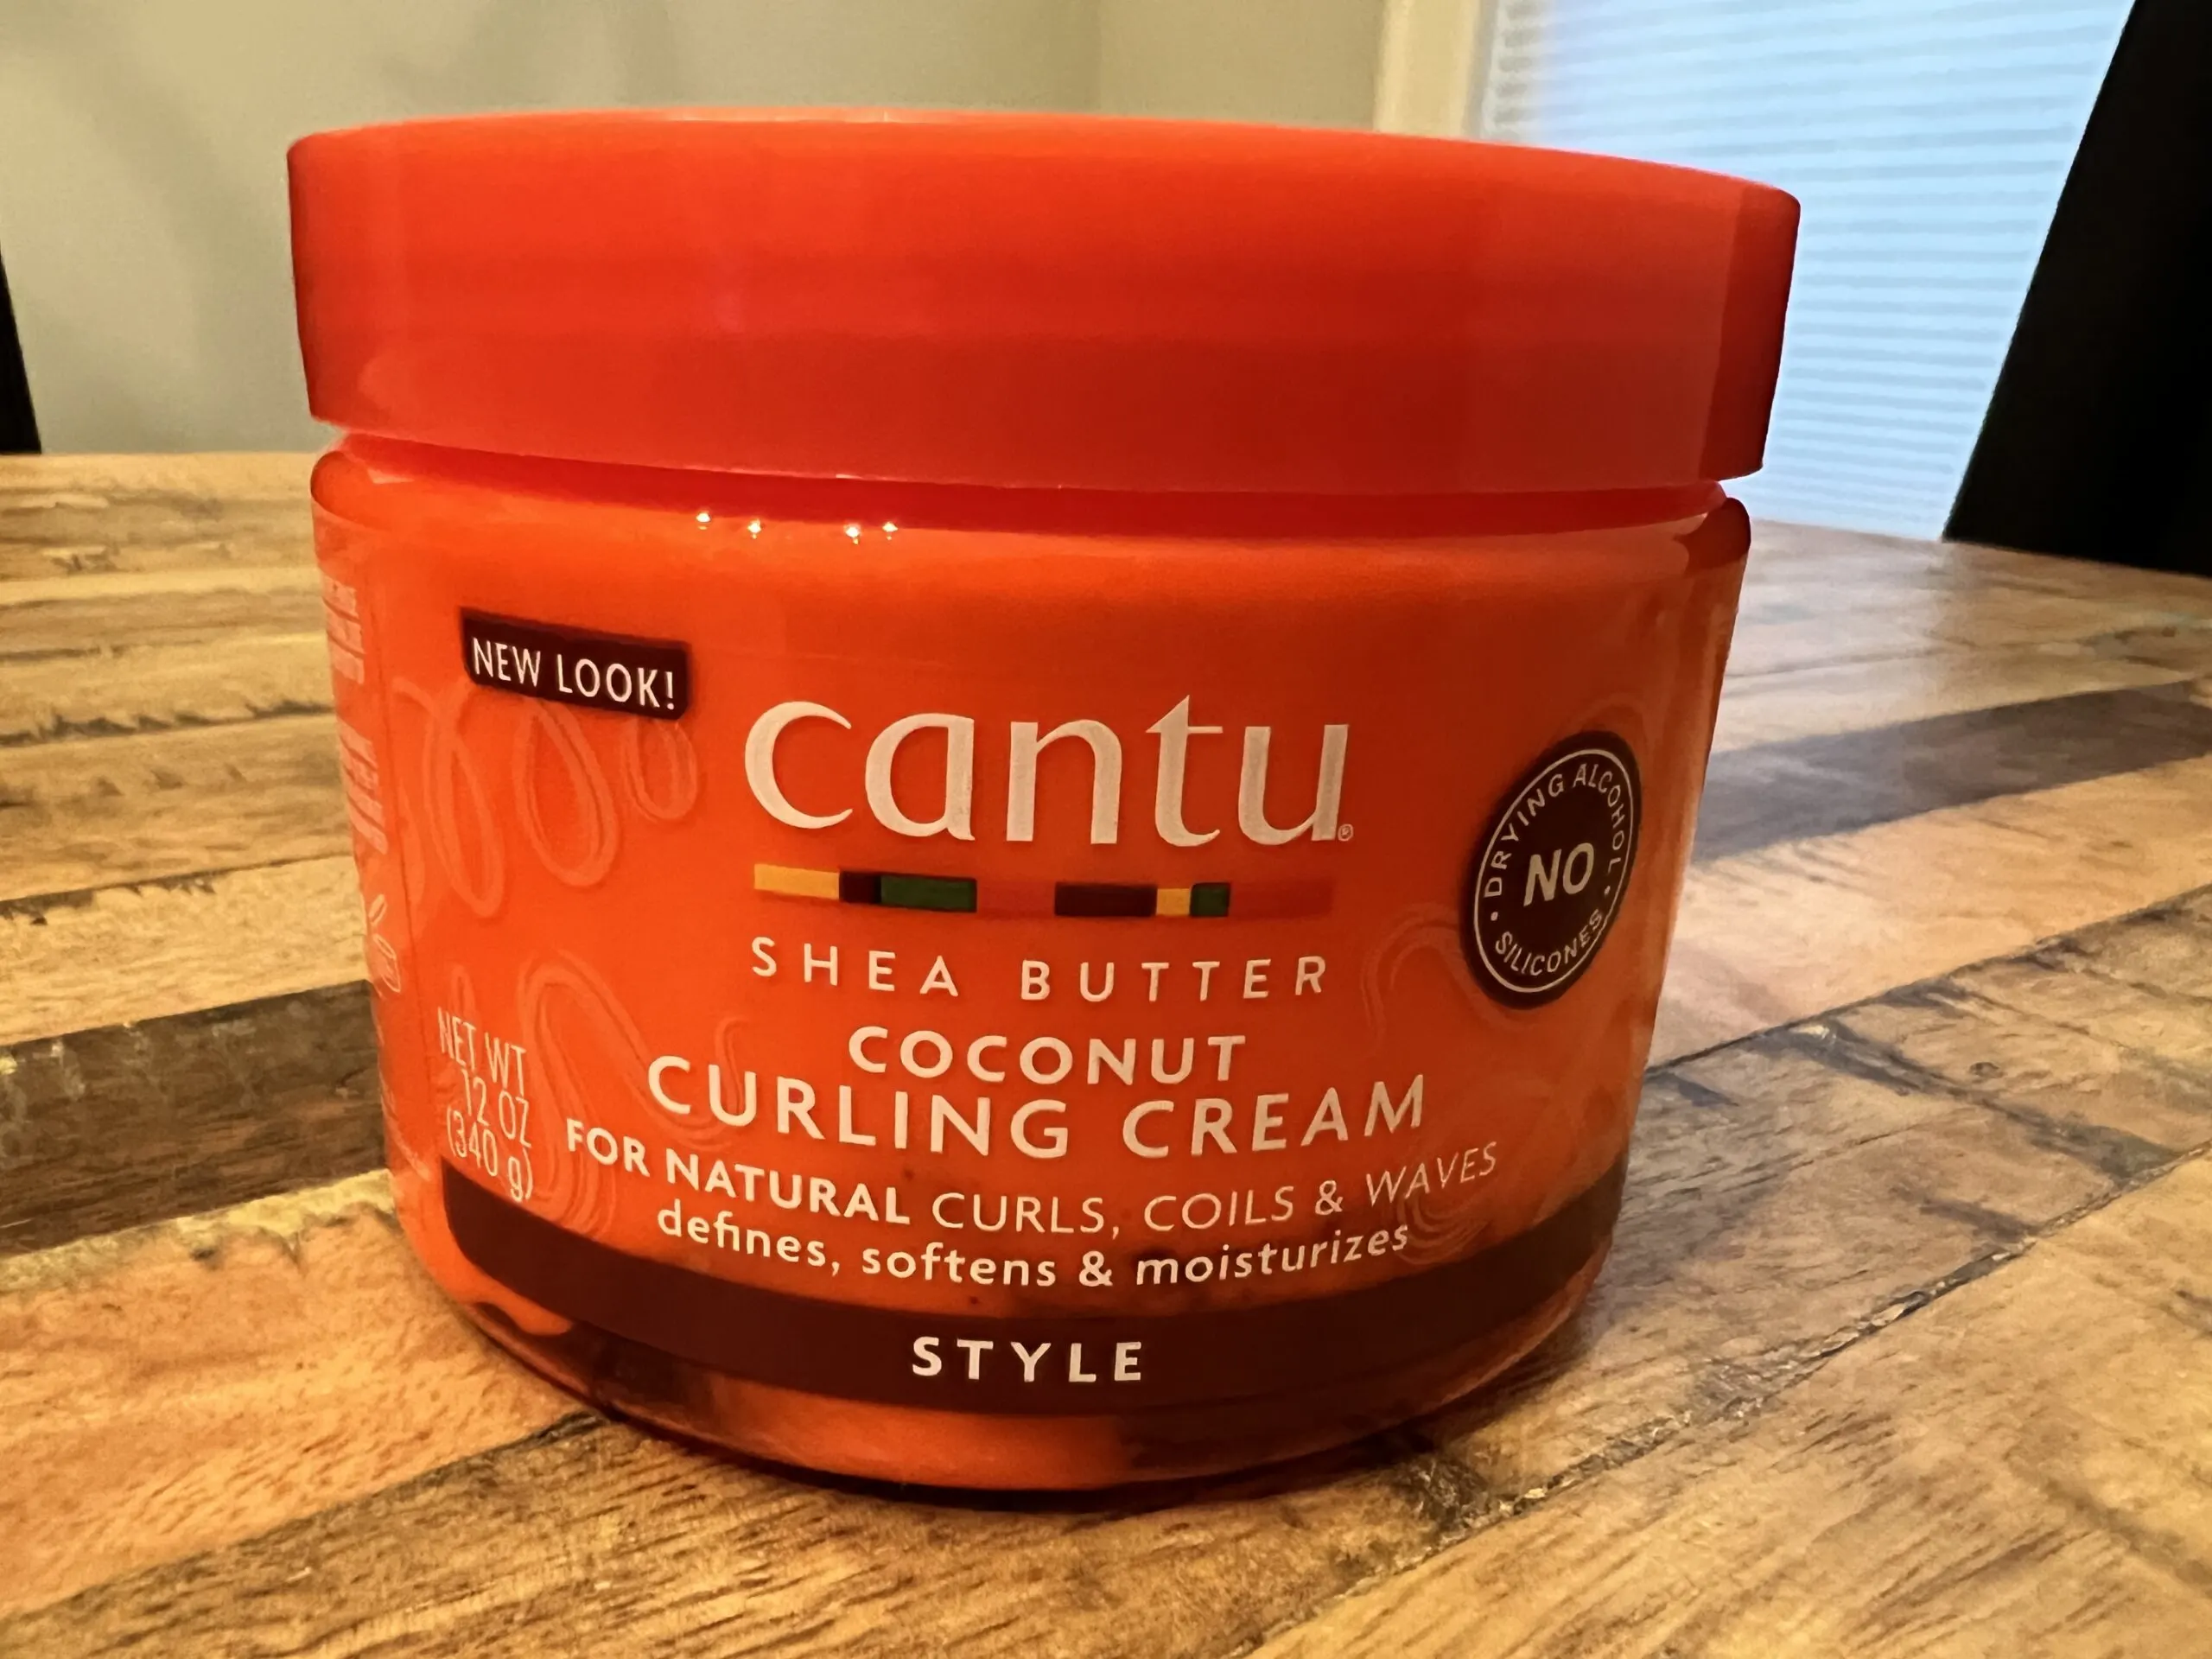 NEW LOOK!
cantu®
SHEA BUTTER
COCONUT
CURLING CREAM
FOR NATURAL CURLS, COILS & WAVES
defines, softens & moisturizes
STYLE
NET WT
12 OZ
(340 g)
• DRYING ALCOHOL •
NO
SILICONES